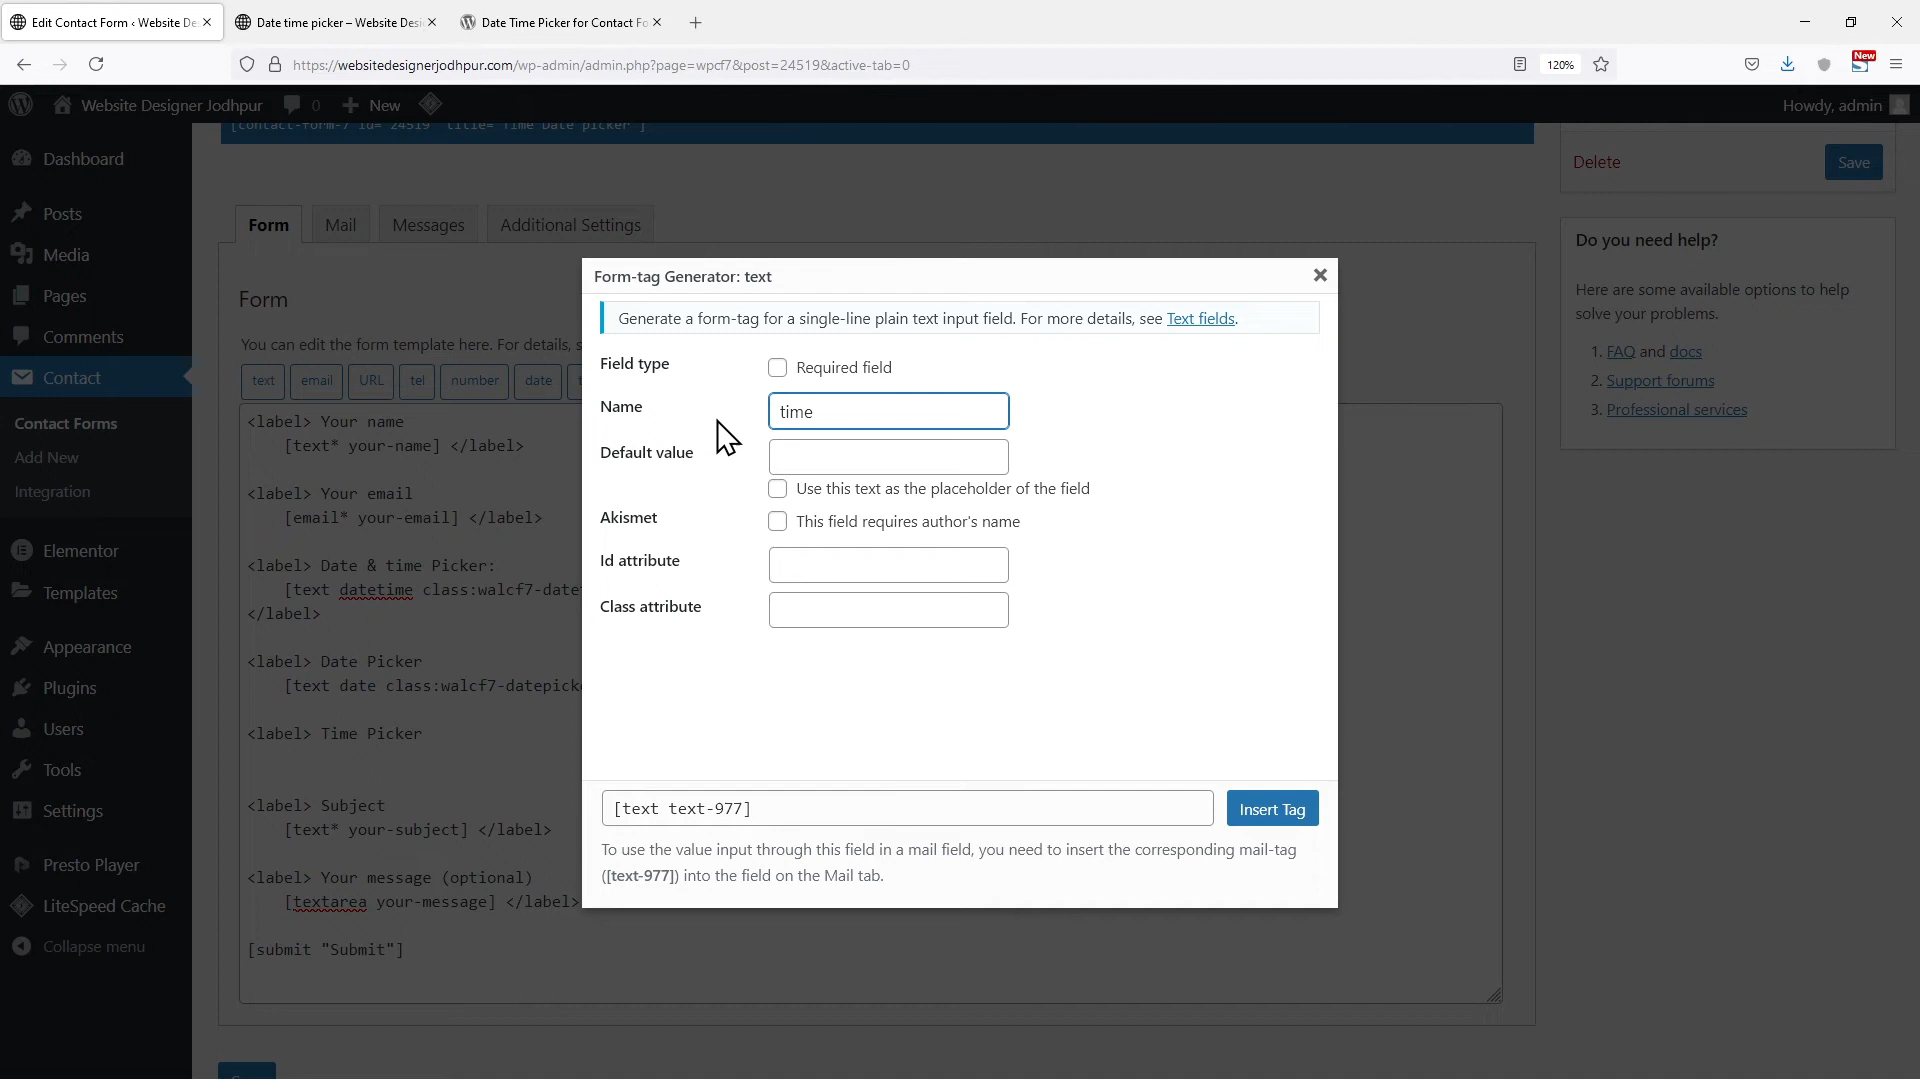 Edit Contact Form ‹ Website De
Date time picker – Website Desi
Date Time Picker for Contact Fo
https://websitedesignerjodhpur.com/wp-admin/admin.php?page=wpcf7&post=24519&active-tab=0
120%
New
Website Designer Jodhpur
0
New
Howdy, admin
[contact-form-7 id="24519" title="Time Date picker"]
Dashboard
Posts
Media
Pages
Comments
Contact
Contact Forms
Add New
Integration
Elementor
Templates
Appearance
Plugins
Users
Tools
Settings
Presto Player
LiteSpeed Cache
Collapse menu
Delete
Save
Form
Mail
Messages
Additional Settings
Form
You can edit the form template here. For details, s
text
email
URL
tel
number
date
t
<label> Your name
[text* your-name] </label>
<label> Your email
[email* your-email] </label>
<label> Date & time Picker:
[text datetime class:walcf7-datet
</label>
<label> Date Picker
[text date class:walcf7-datepicke
<label> Time Picker
<label> Subject
[text* your-subject] </label>
<label> Your message (optional)
[textarea your-message] </label>
[submit "Submit"]
Form-tag Generator: text
Generate a form-tag for a single-line plain text input field. For more details, see Text fields.
Field type
Required field
Name
time
Default value
Use this text as the placeholder of the field
Akismet
This field requires author's name
Id attribute
Class attribute
[text text-977]
Insert Tag
To use the value input through this field in a mail field, you need to insert the corresponding mail-tag
([text-977]) into the field on the Mail tab.
Do you need help?
Here are some available options to help
solve your problems.
1. FAQ and docs
2. Support forums
3. Professional services